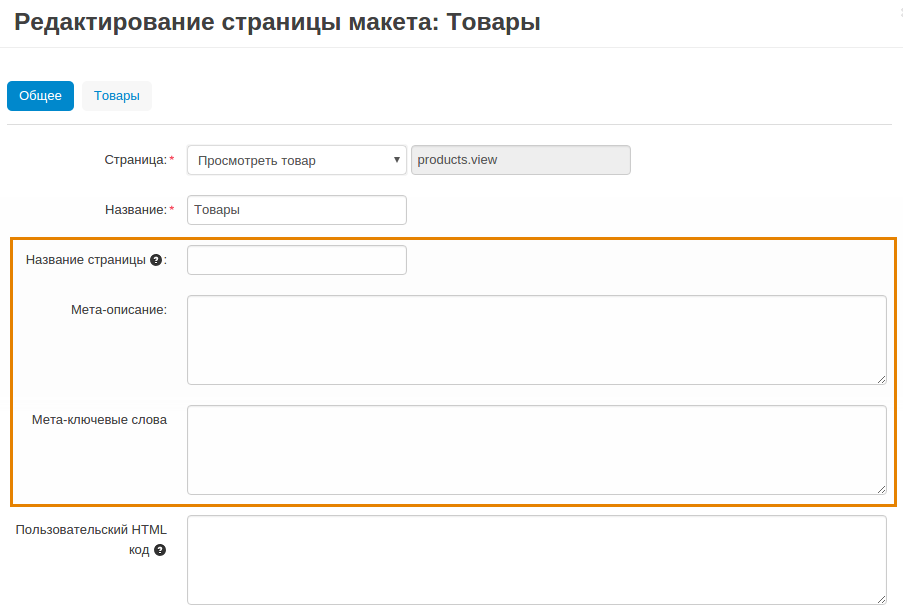 Редактирование страницы макета: Товары
Общее Товары
Страница:* Просмотреть товар products.view
Название:* Товары
Название страницы ?:
Мета-описание:
Мета-ключевые слова
Пользовательский HTML
код ?